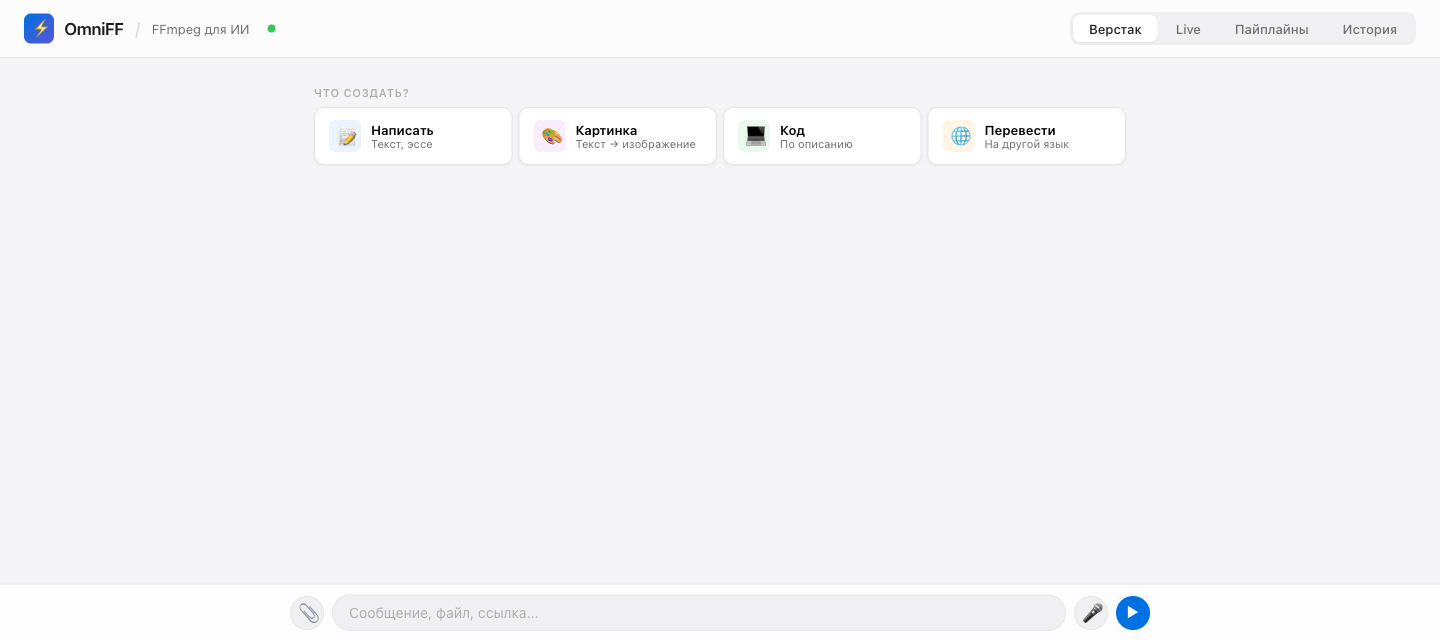 OmniFF / FFmpeg для ИИ
Верстак Live Пайплайны История
ЧТО СОЗДАТЬ?
Написать
Текст, эссе
Картинка
Текст → изображение
Код
По описанию
Перевести
На другой язык
Сообщение, файл, ссылка...